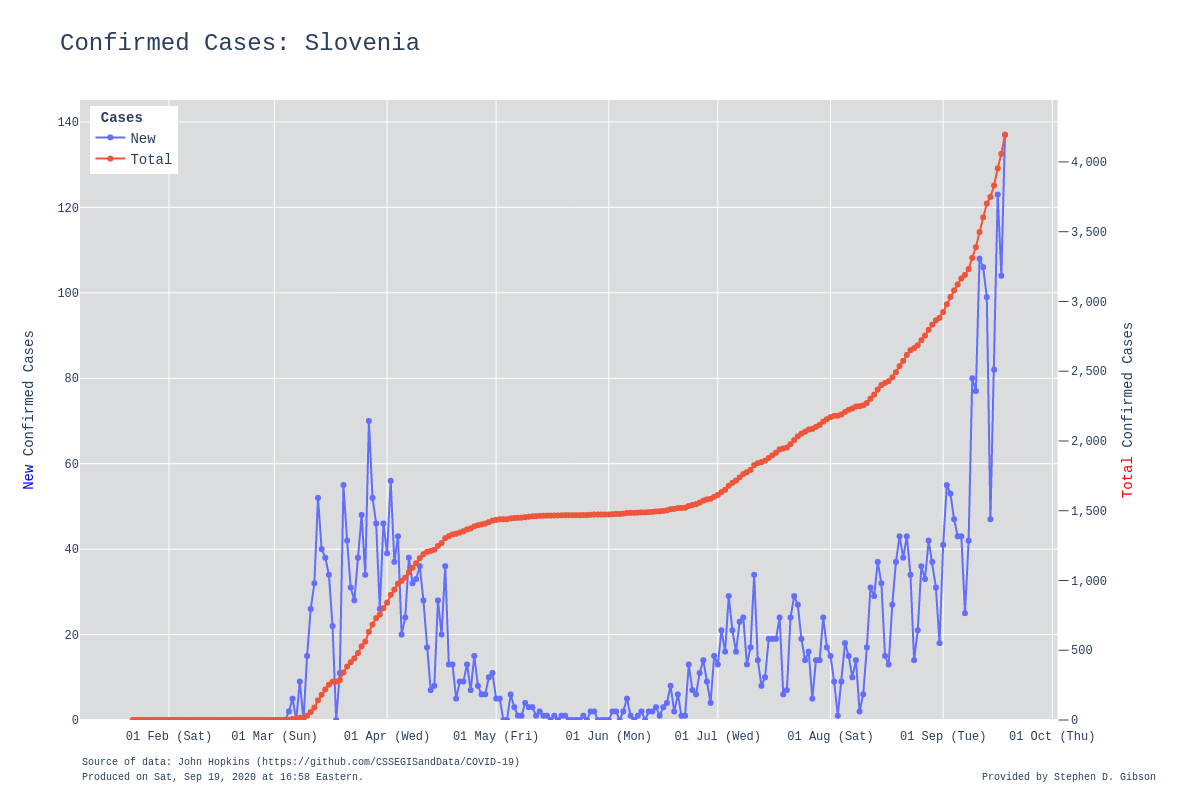 Confirmed Cases: Slovenia
Cases
New
Total
140
120
100
80
60
40
20
0
4,000
3,500
3,000
2,500
2,000
1,500
1,000
500
0
New Confirmed Cases
Total Confirmed Cases
01 Feb (Sat)
01 Mar (Sun)
01 Apr (Wed)
01 May (Fri)
01 Jun (Mon)
01 Jul (Wed)
01 Aug (Sat)
01 Sep (Tue)
01 Oct (Thu)
Source of data: John Hopkins (https://github.com/CSSEGISandData/COVID-19)
Produced on Sat, Sep 19, 2020 at 16:58 Eastern.
Provided by Stephen D. Gibson